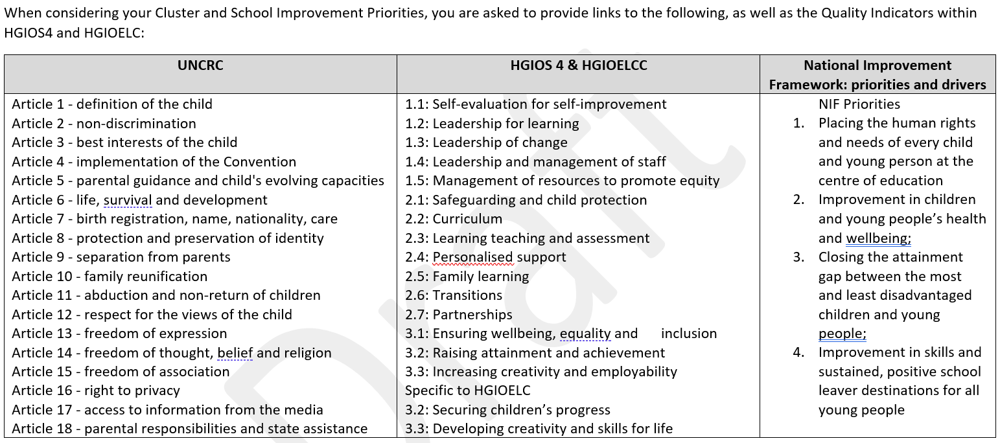 When considering your Cluster and School Improvement Priorities, you are asked to provide links to the following, as well as the Quality Indicators within
HGIOS4 and HGIOELC:
UNCRC
Article 1 - definition of the child
Article 2 - non-discrimination
Article 3 - best interests of the child
Article 4 - implementation of the Convention
Article 5 - parental guidance and child's evolving capacities
Article 6 - life, survival and development
Article 7 - birth registration, name, nationality, care
Article 8 - protection and preservation of identity
Article 9 - separation from parents
Article 10 - family reunification
Article 11 - abduction and non-return of children
Article 12 - respect for the views of the child
Article 13 - freedom of expression
Article 14 - freedom of thought, belief and religion
Article 15 - freedom of association
Article 16 - right to privacy
Article 17 - access to information from the media
Article 18 - parental responsibilities and state assistance
HGIOS 4 & HGIOELCC
1.1: Self-evaluation for self-improvement
1.2: Leadership for learning
1.3: Leadership of change
1.4: Leadership and management of staff
1.5: Management of resources to promote equity
2.1: Safeguarding and child protection
2.2: Curriculum
2.3: Learning teaching and assessment
2.4: Personalised support
2.5: Family learning
2.6: Transitions
2.7: Partnerships
3.1: Ensuring wellbeing, equality and inclusion
3.2: Raising attainment and achievement
3.3: Increasing creativity and employability
Specific to HGIOELC
3.2: Securing children’s progress
3.3: Developing creativity and skills for life
National Improvement
Framework: priorities and drivers
NIF Priorities
1. Placing the human rights
and needs of every child
and young person at the
centre of education
2. Improvement in children
and young people’s health
and wellbeing;
3. Closing the attainment
gap between the most
and least disadvantaged
children and young
people;
4. Improvement in skills and
sustained, positive school
leaver destinations for all
young people
Draft